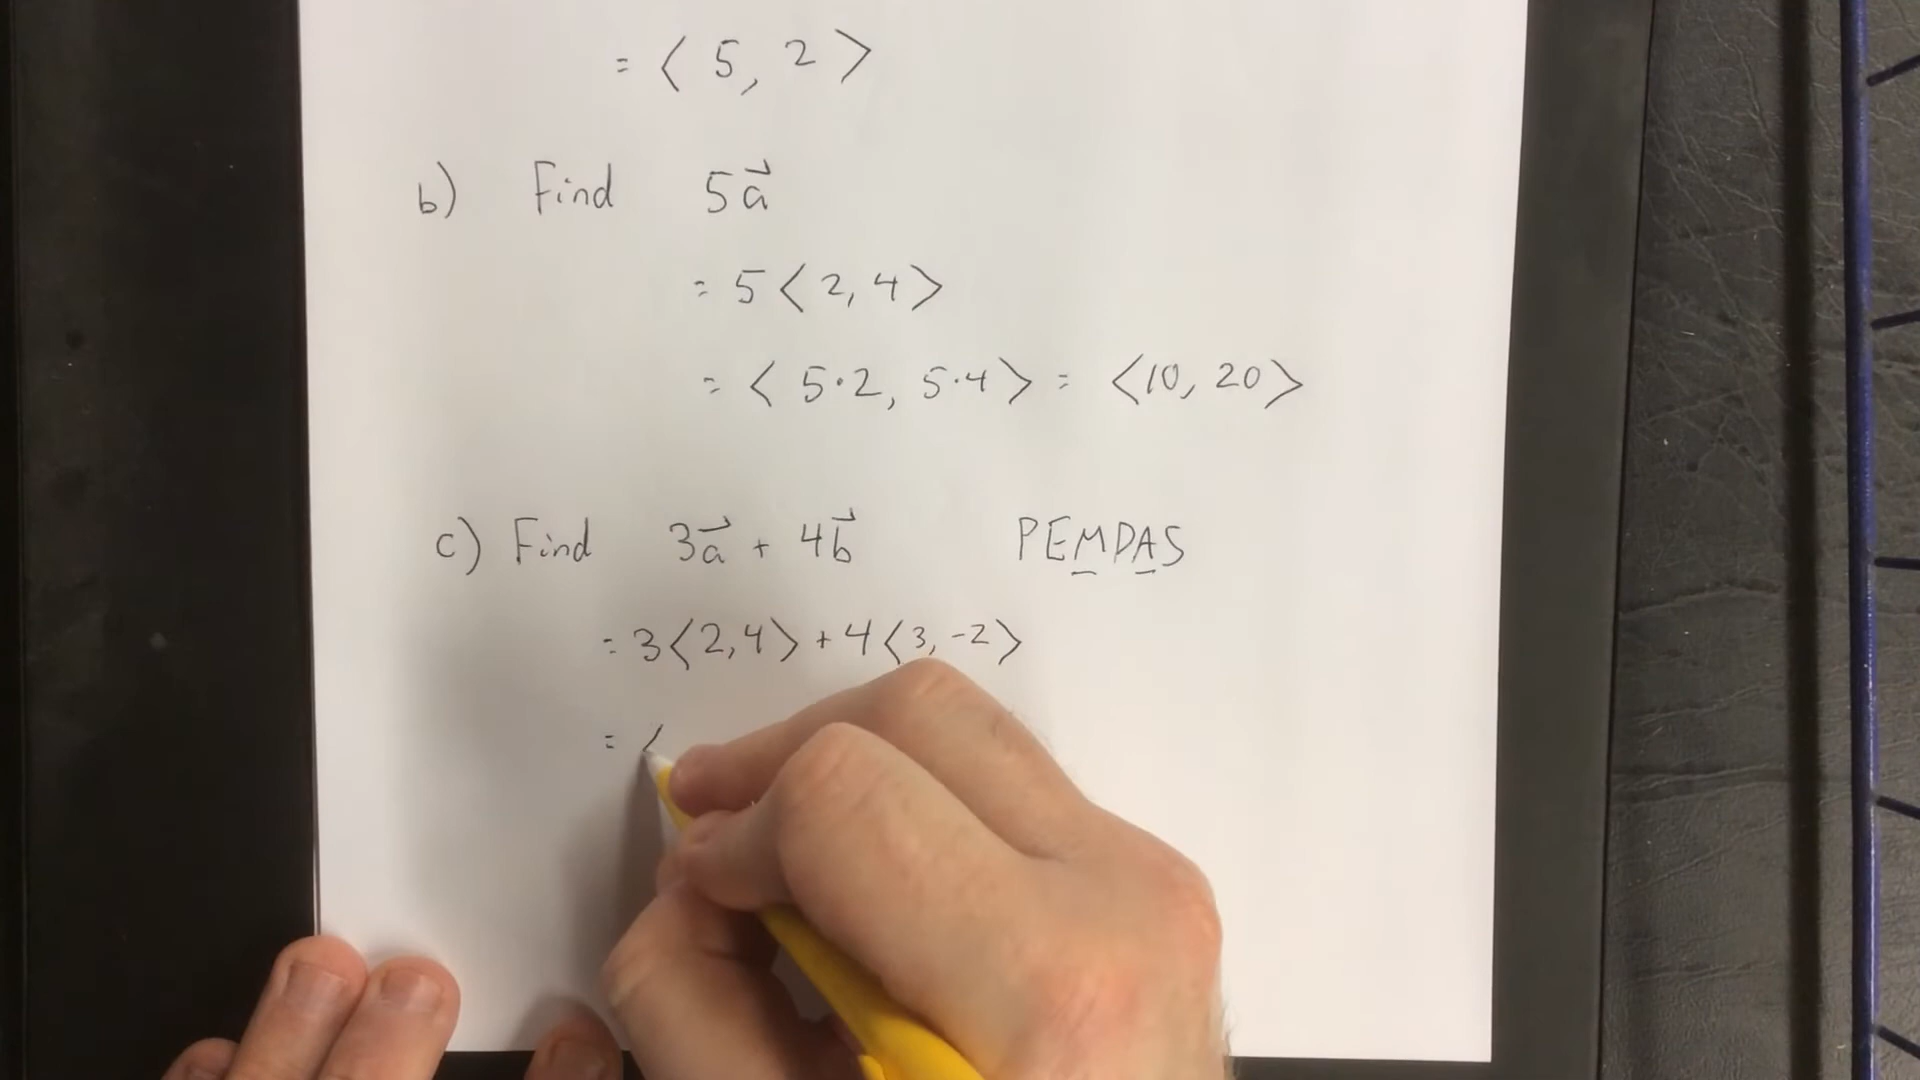 = ⟨ 5, 2 ⟩
b) Find 5a⃗
= 5⟨2,4⟩
= ⟨ 5·2, 5·4⟩ = ⟨10, 20⟩
c) Find 3a⃗ + 4b⃗ PEMDAS
= 3⟨2,4⟩ + 4⟨3, -2⟩
= ⟨